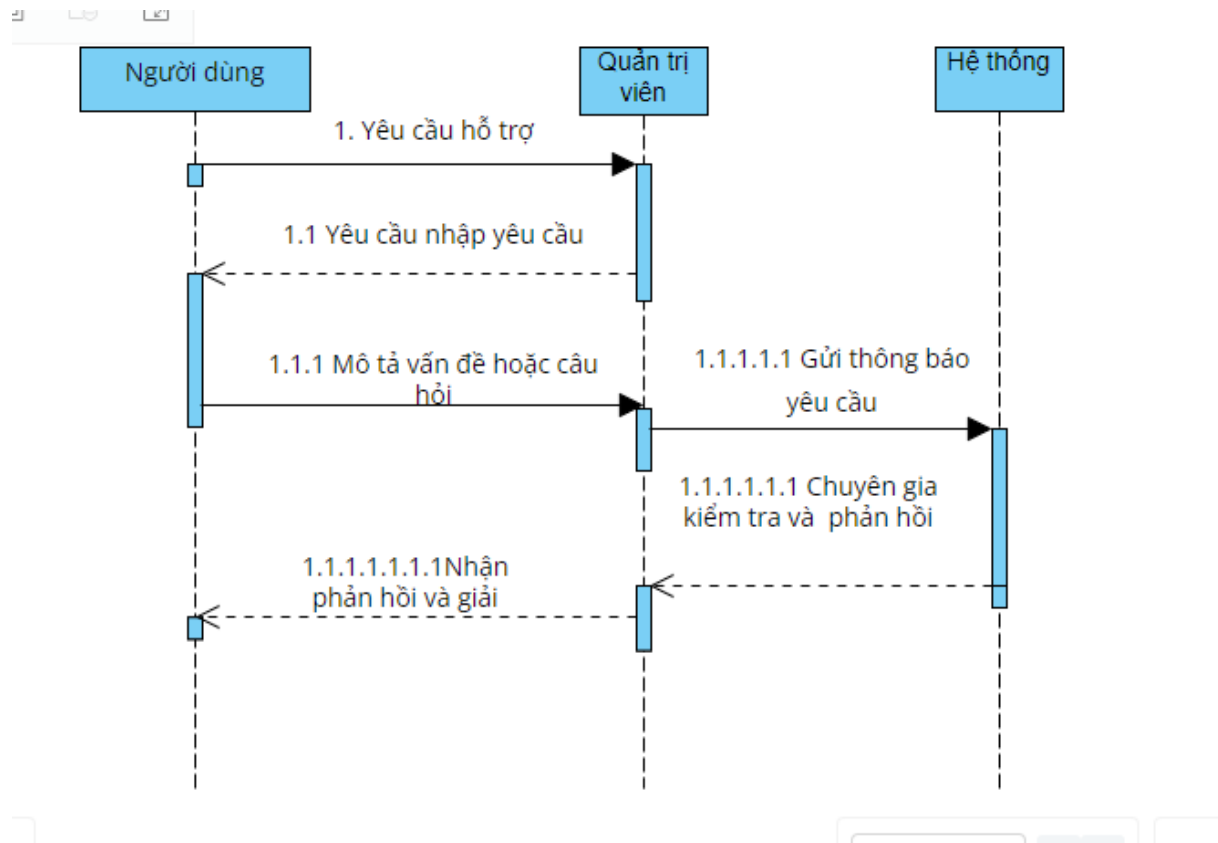 Người dùng
Quản trị
viên
Hệ thống
1. Yêu cầu hỗ trợ
1.1 Yêu cầu nhập yêu cầu
1.1.1 Mô tả vấn đề hoặc câu
hỏi
1.1.1.1.1 Gửi thông báo
yêu cầu
1.1.1.1.1.1 Chuyên gia
kiểm tra và phản hồi
1.1.1.1.1.1.1Nhận
phản hồi và giải